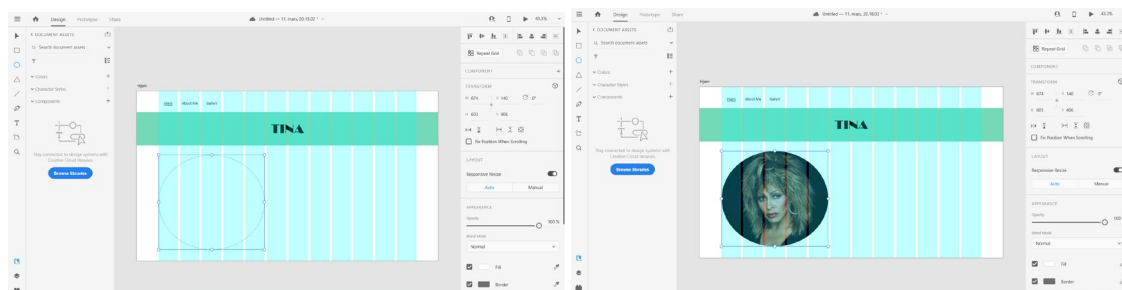 Design Prototype Share
Untitled — 11. mars, 20.18.02
43,2%
DOCUMENT ASSETS
Search document assets
Colors
Character Styles
Components
Stay connected to design systems with
Creative Cloud libraries.
Browse libraries
Hjem
Hjem About Me Galleri
TINA
Repeat Grid
COMPONENT
TRANSFORM
W 674 X 140 0°
H 603 Y 406
Fix Position When Scrolling
LAYOUT
Responsive Resize
Auto Manual
APPEARANCE
Opacity
100 %
Blend Mode
Normal
Fill
Border
Design Prototype Share
Untitled — 11. mars, 20.18.02
43,2%
DOCUMENT ASSETS
Search document assets
Colors
Character Styles
Components
Stay connected to design systems with
Creative Cloud libraries.
Browse libraries
Hjem
Hjem About Me Galleri
TINA
Repeat Grid
COMPONENT
TRANSFORM
W 674 X 140 0°
H 603 Y 406
Fix Position When Scrolling
LAYOUT
Responsive Resize
Auto Manual
APPEARANCE
Opacity
100
Blend Mode
Normal
Fill
Border